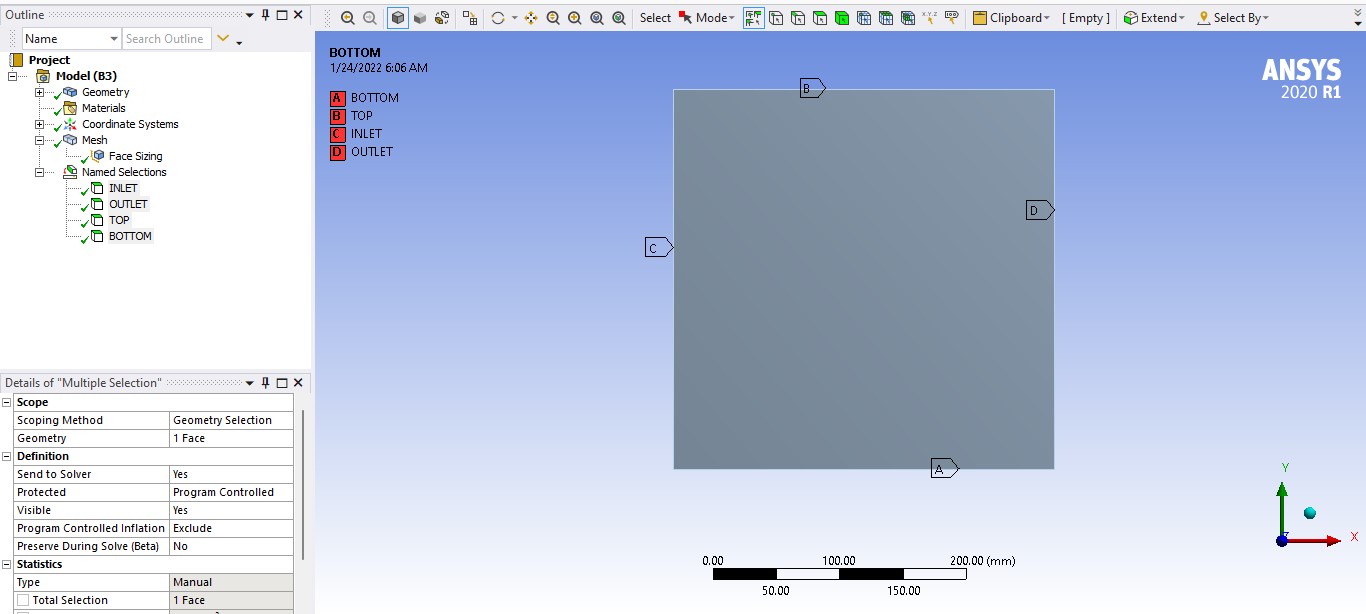 Outline
Name
Search Outline
Project
Model (B3)
Geometry
Materials
Coordinate Systems
Mesh
Face Sizing
Named Selections
INLET
OUTLET
TOP
BOTTOM
Details of "Multiple Selection"
Scope
Scoping Method Geometry Selection
Geometry 1 Face
Definition
Send to Solver Yes
Protected Program Controlled
Visible Yes
Program Controlled Inflation Exclude
Preserve During Solve (Beta) No
Statistics
Type Manual
Total Selection 1 Face
Select Mode Clipboard [ Empty ] Extend Select By
BOTTOM
1/24/2022 6:06 AM
A BOTTOM
B TOP
C INLET
D OUTLET
ANSYS
2020 R1
B
D
C
A
Y
X
Z
0.00 100.00 200.00 (mm)
50.00 150.00